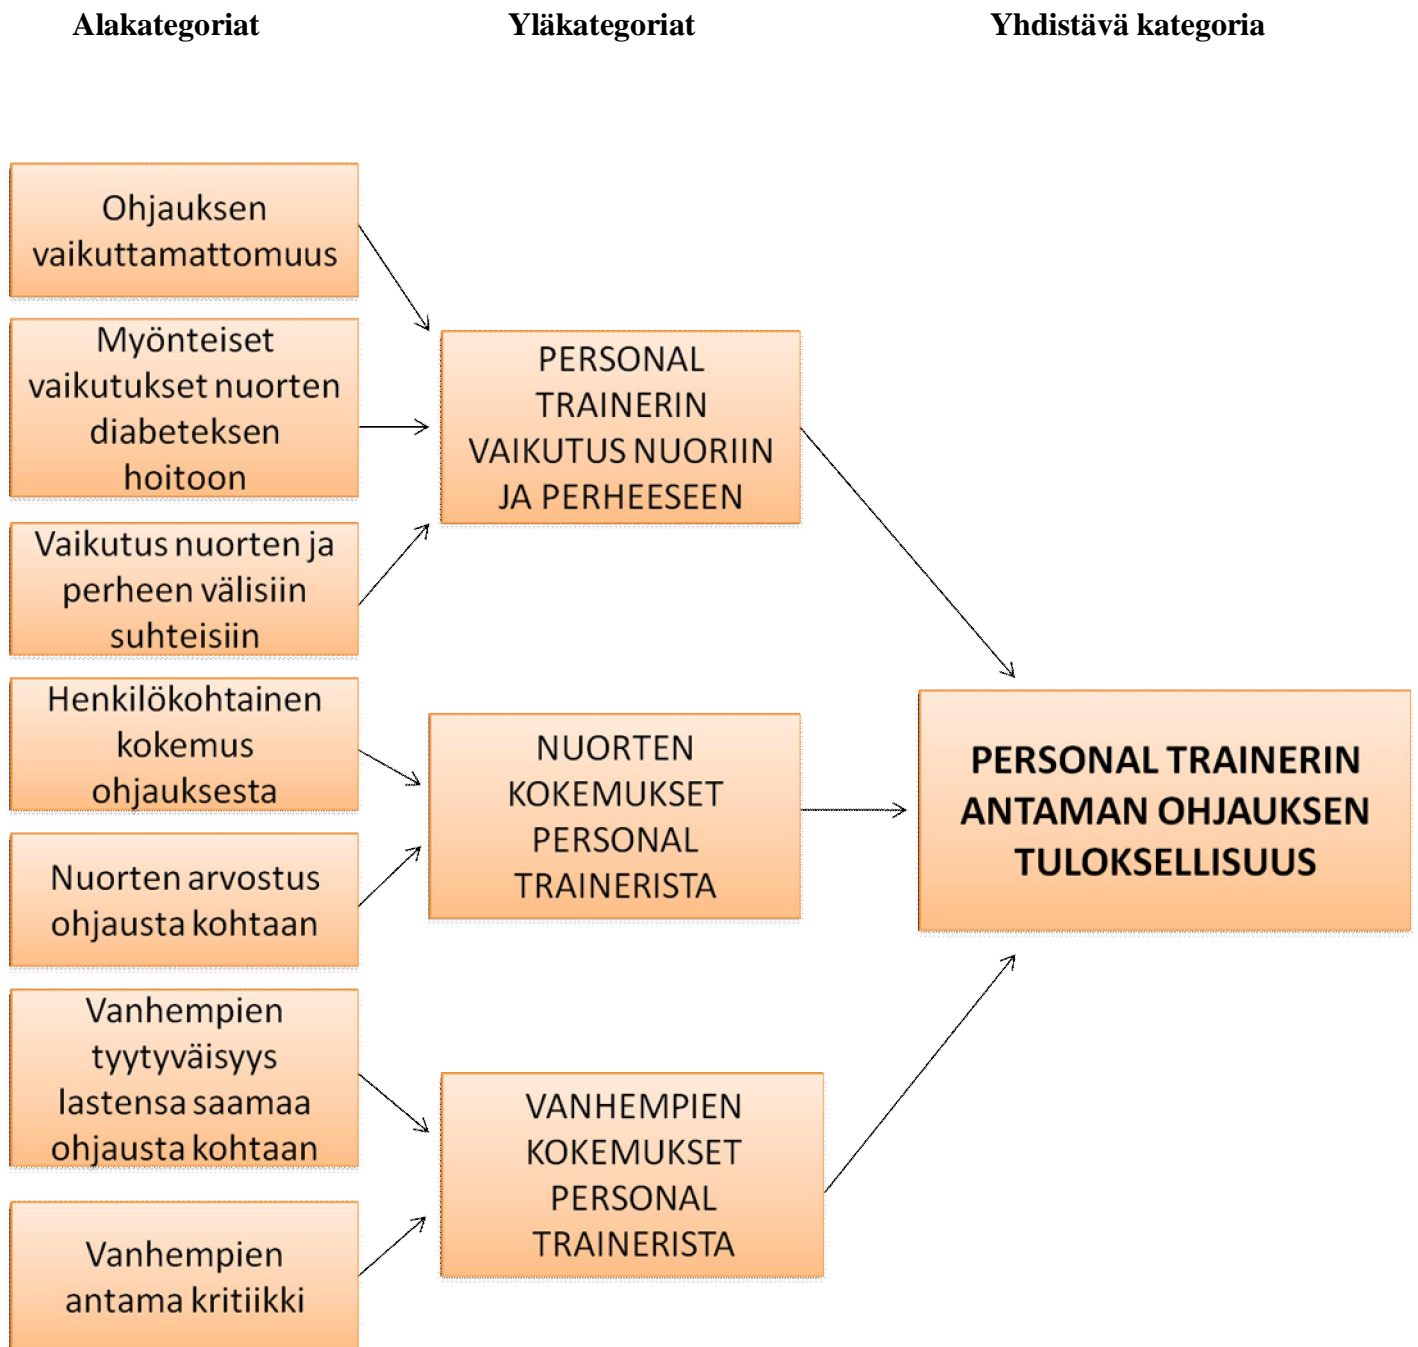 Alakategoriat Yläkategoriat Yhdistävä kategoria
Ohjauksen
vaikuttamattomuus
Myönteiset
vaikutukset nuorten
diabeteksen
hoitoon
Vaikutus nuorten ja
perheen välisiin
suhteisiin
Henkilökohtainen
kokemus
ohjauksesta
Nuorten arvostus
ohjausta kohtaan
Vanhempien
tyytyväisyys
lastensa saamaa
ohjausta kohtaan
Vanhempien
antama kritiikki
PERSONAL
TRAINERIN
VAIKUTUS NUORIIN
JA PERHEESEEN
NUORTEN
KOKEMUKSET
PERSONAL
TRAINERISTA
VANHEMPIEN
KOKEMUKSET
PERSONAL
TRAINERISTA
PERSONAL TRAINERIN
ANTAMAN OHJAUKSEN
TULOKSELLISUUS